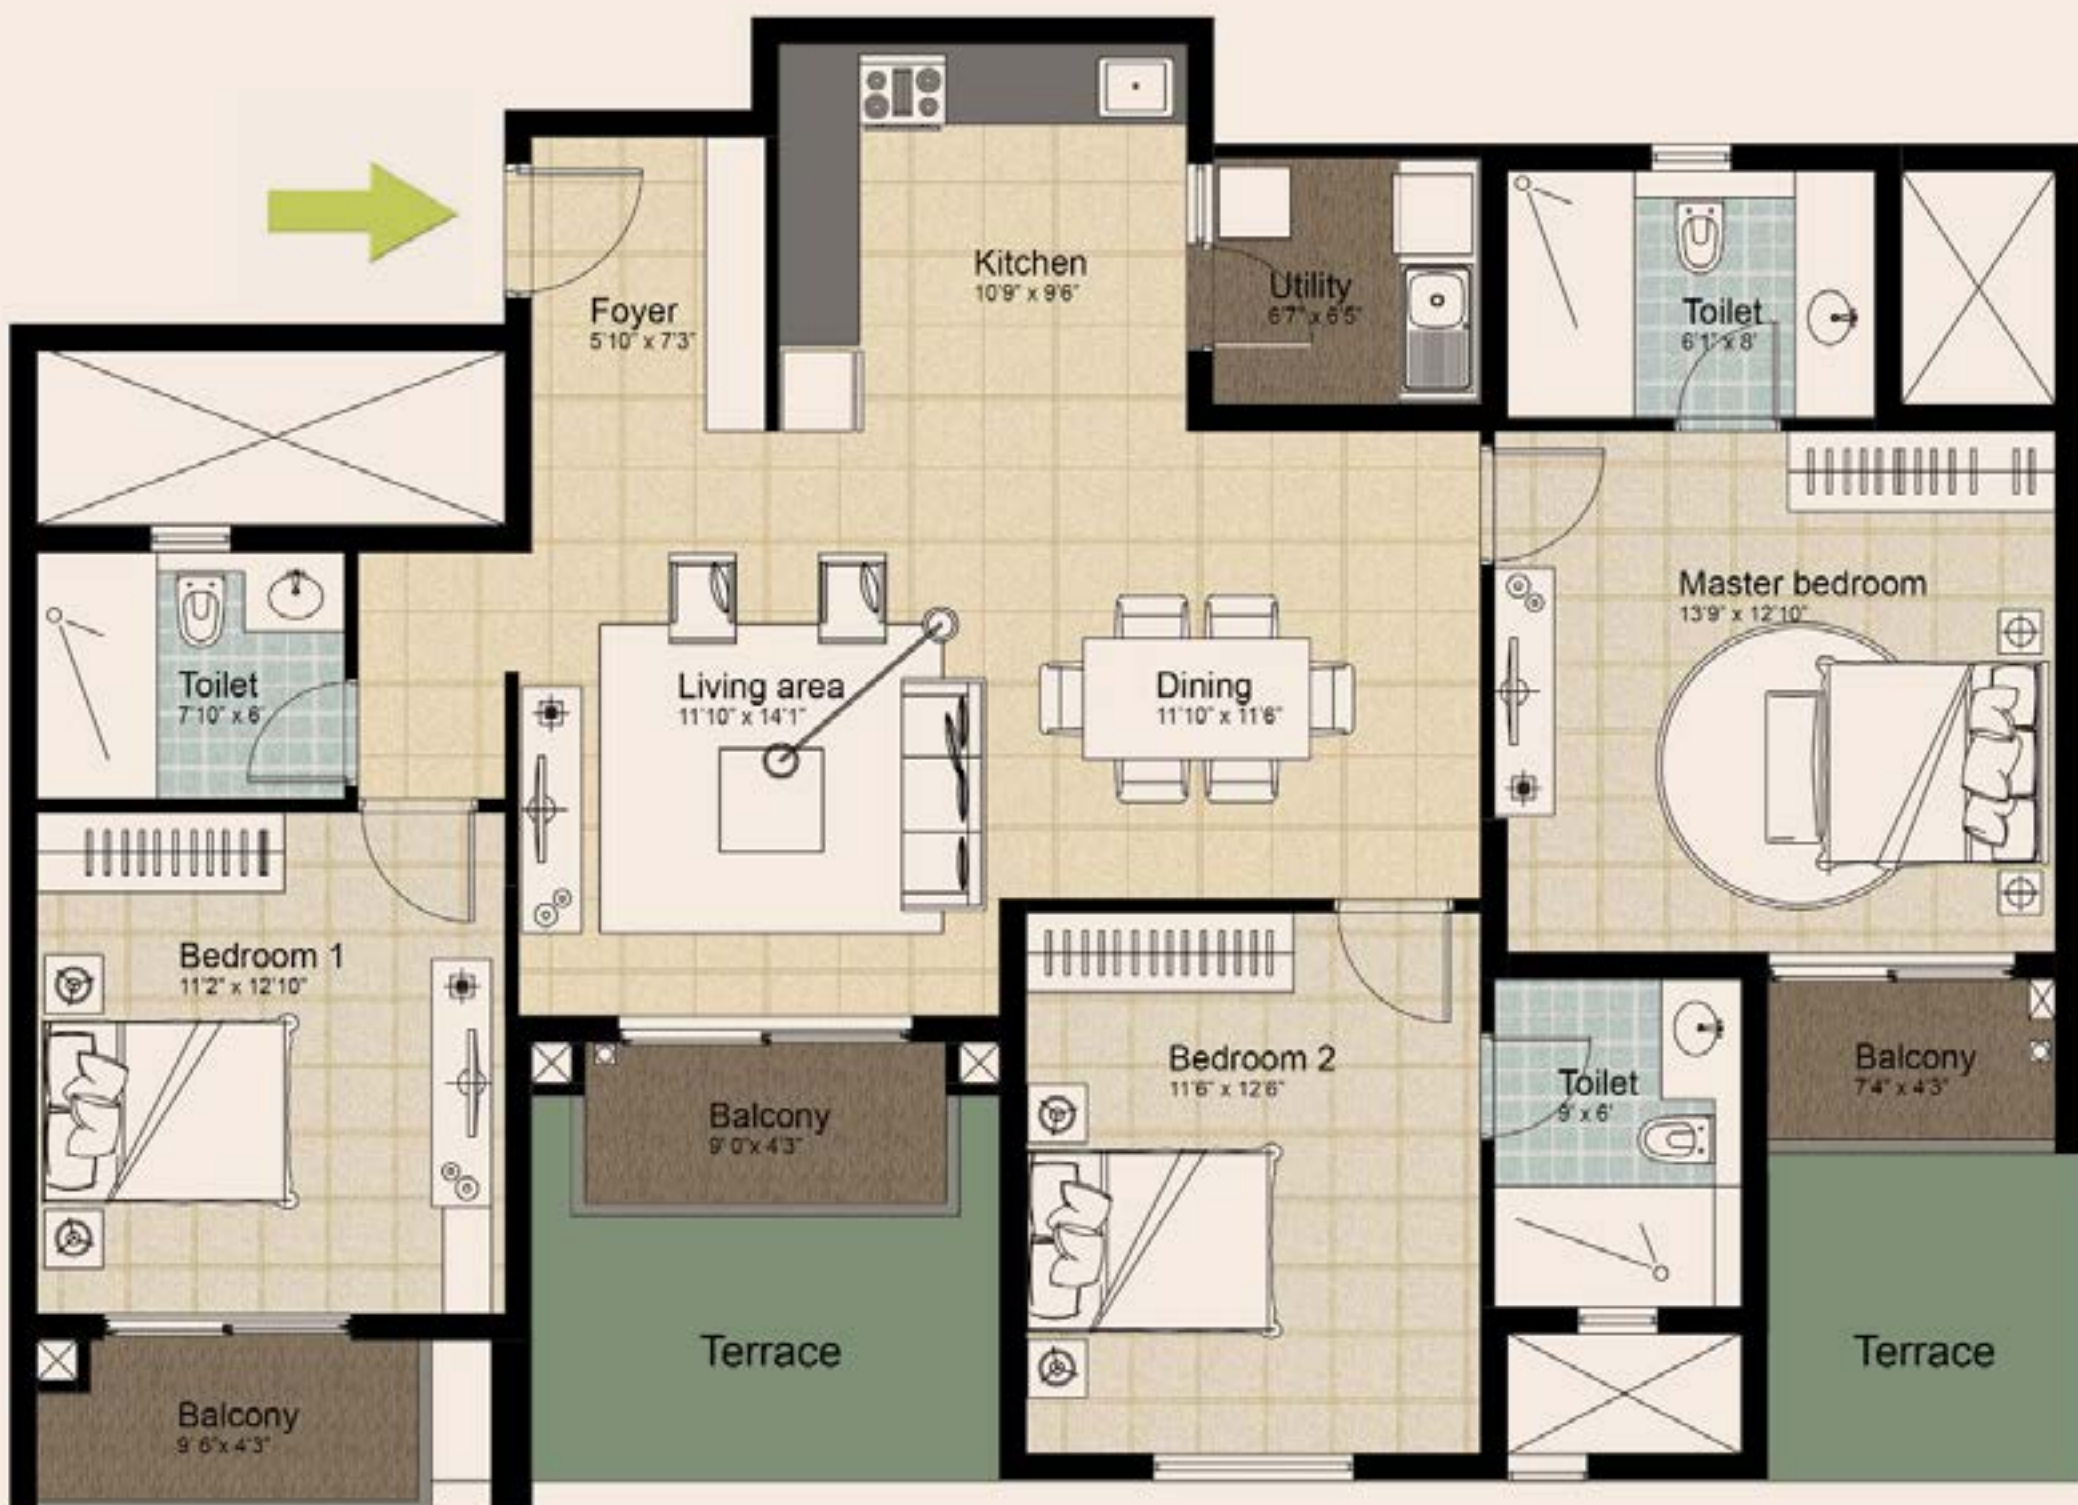 Kitchen
10'9" x 9'6"
Foyer
5'10" x 7'3"
Utility
6'7" x 6'5"
Toilet
6'1" x 8'
Master bedroom
13'9" x 12'10"
Toilet
7'10" x 6'
Living area
11'10" x 14'1"
Dining
11'10" x 11'6"
Bedroom 1
11'2" x 12'10"
Bedroom 2
11'6" x 12'6"
Toilet
9' x 6'
Balcony
7'4" x 4'3"
Balcony
9' 0"x 4'3"
Terrace
Terrace
Balcony
9' 6"x 4'3"